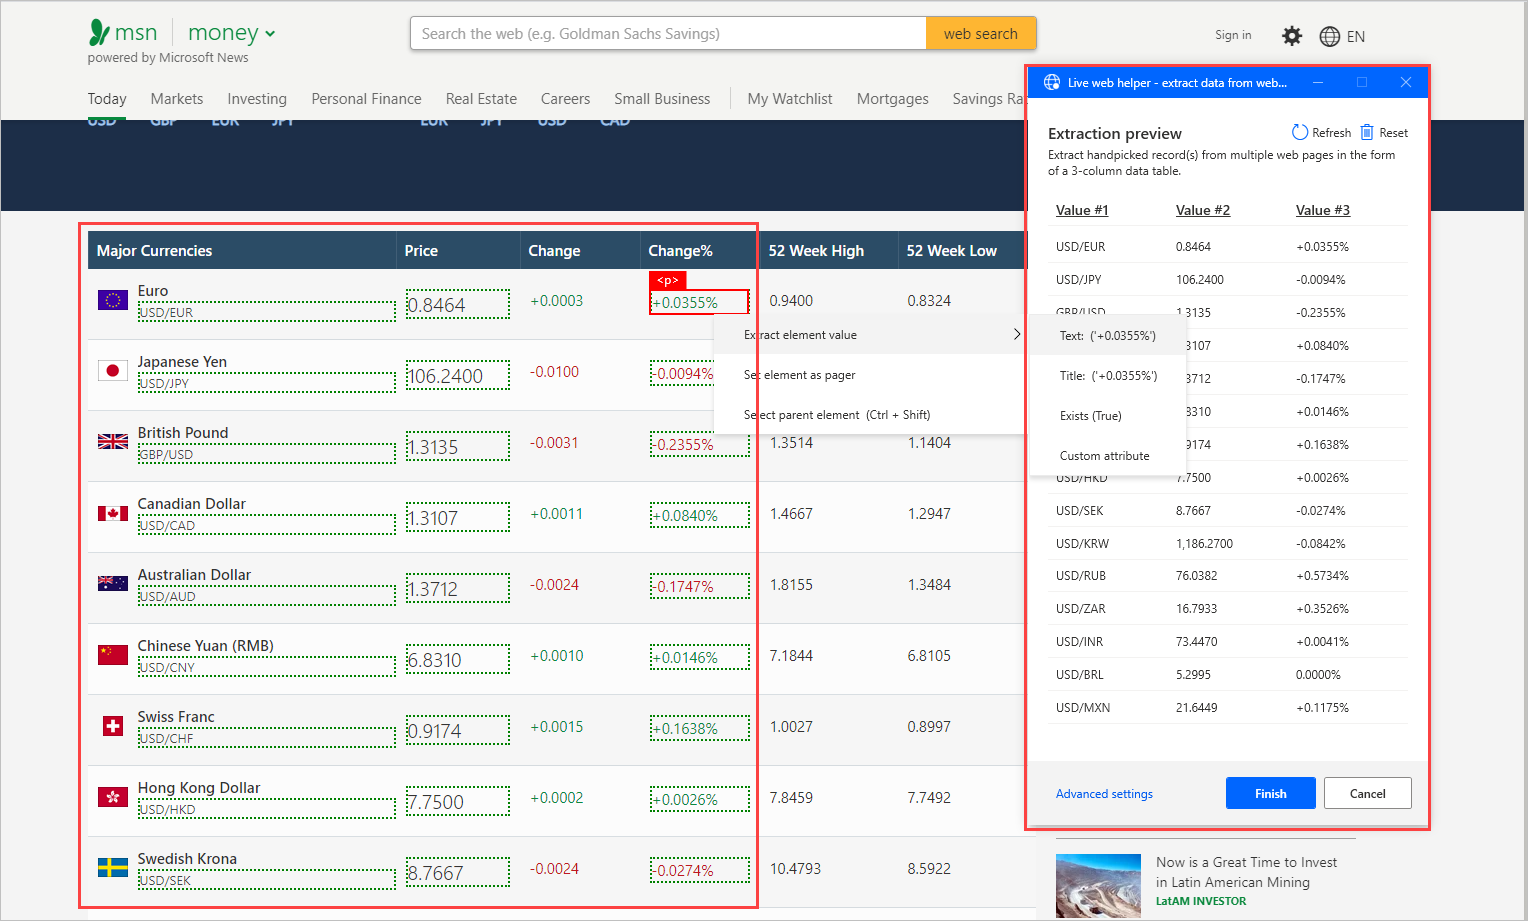 msn money
powered by Microsoft News
Search the web (e.g. Goldman Sachs Savings) web search
Sign in EN
Today Markets Investing Personal Finance Real Estate Careers Small Business My Watchlist Mortgages Savings Ra
USD GBP EUR JPY EUR JPY USD CAD
Major Currencies Price Change Change% 52 Week High 52 Week Low
<p>
Euro
USD/EUR 0.8464 +0.0003 +0.0355% 0.9400 0.8324
Japanese Yen
USD/JPY 106.2400 -0.0100 -0.0094%
British Pound
GBP/USD 1.3135 -0.0031 -0.2355% 1.3514 1.1404
Canadian Dollar
USD/CAD 1.3107 +0.0011 +0.0840% 1.4667 1.2947
Australian Dollar
USD/AUD 1.3712 -0.0024 -0.1747% 1.8155 1.3484
Chinese Yuan (RMB)
USD/CNY 6.8310 +0.0010 +0.0146% 7.1844 6.8105
Swiss Franc
USD/CHF 0.9174 +0.0015 +0.1638% 1.0027 0.8997
Hong Kong Dollar
USD/HKD 7.7500 +0.0002 +0.0026% 7.8459 7.7492
Swedish Krona
USD/SEK 8.7667 -0.0024 -0.0274% 10.4793 8.5922
Extract element value
Set element as pager
Select parent element (Ctrl + Shift)
Text: ('+0.0355%')
Title: ('+0.0355%')
Exists (True)
Custom attribute
Live web helper - extract data from web...
Extraction preview Refresh Reset
Extract handpicked record(s) from multiple web pages in the form
of a 3-column data table.
Value #1 Value #2 Value #3
USD/EUR 0.8464 +0.0355%
USD/JPY 106.2400 -0.0094%
GBP/USD 1.3135 -0.2355%
3107 +0.0840%
3712 -0.1747%
8310 +0.0146%
9174 +0.1638%
USD/HKD 7.7500 +0.0026%
USD/SEK 8.7667 -0.0274%
USD/KRW 1,186.2700 -0.0842%
USD/RUB 76.0382 +0.5734%
USD/ZAR 16.7933 +0.3526%
USD/INR 73.4470 +0.0041%
USD/BRL 5.2995 0.0000%
USD/MXN 21.6449 +0.1175%
Advanced settings Finish Cancel
Now is a Great Time to Invest
in Latin American Mining
LatAM INVESTOR